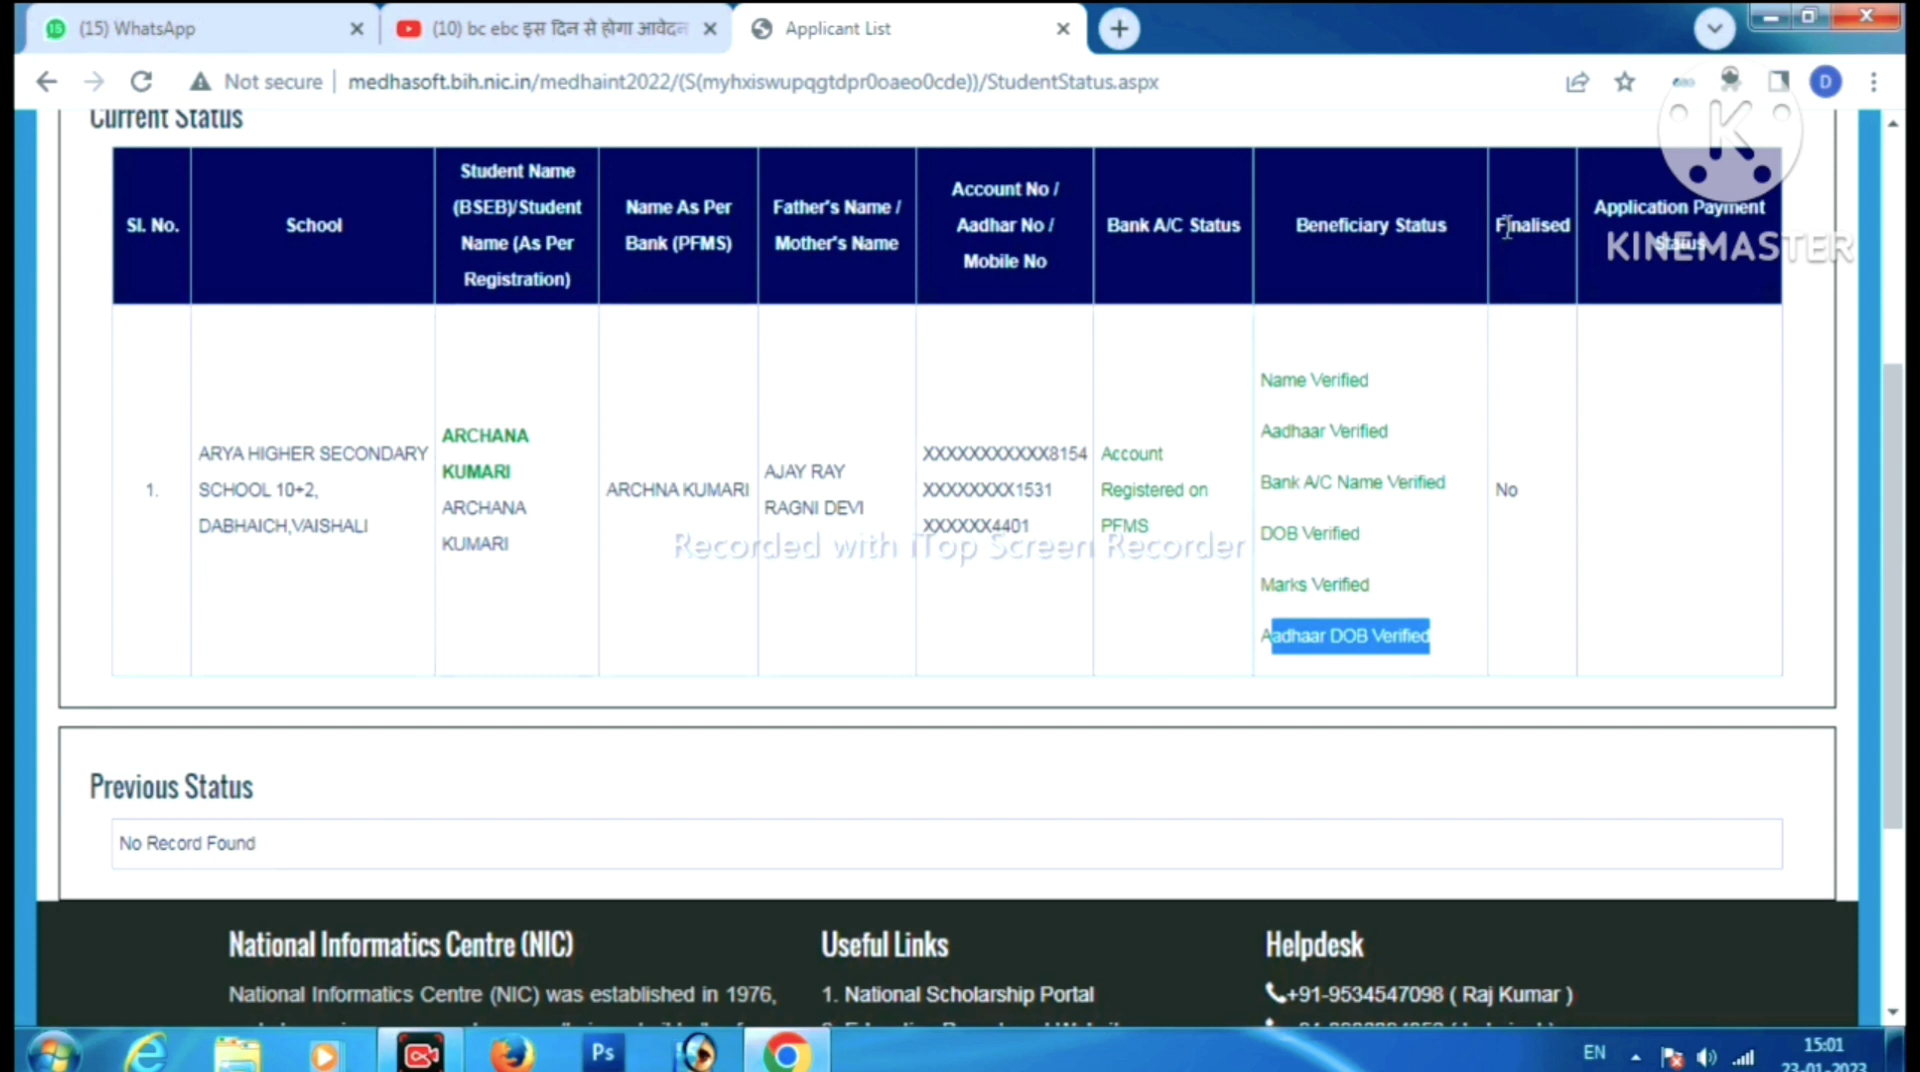 (15) WhatsApp
(10) bc ebc इस दिन से होगा आवेदन
Applicant List
Not secure
medhasoft.bih.nic.in/medhaint2022/(S(myhxiswupqgtdpr0oaeo0cde))/StudentStatus.aspx
D
Current Status
Sl. No.
School
Student Name
(BSEB)/Student
Name (As Per
Registration)
Name As Per
Bank (PFMS)
Father's Name /
Mother's Name
Account No /
Aadhar No /
Mobile No
Bank A/C Status
Beneficiary Status
Finalised
Application Payment
Status
K
KINEMASTER
1.
ARYA HIGHER SECONDARY
SCHOOL 10+2,
DABHAICH,VAISHALI
ARCHANA
KUMARI
ARCHANA
KUMARI
ARCHNA KUMARI
AJAY RAY
RAGNI DEVI
XXXXXXXXXXX8154
XXXXXXXX1531
XXXXXX4401
Account
Registered on
PFMS
Name Verified
Aadhaar Verified
Bank A/C Name Verified
DOB Verified
Marks Verified
Aadhaar DOB Verified
No
Recorded with iTop Screen Recorder
Previous Status
No Record Found
National Informatics Centre (NIC)
National Informatics Centre (NIC) was established in 1976,
Useful Links
1. National Scholarship Portal
Helpdesk
+91-9534547098 ( Raj Kumar )
Ps
EN
15:01
23-01-2023